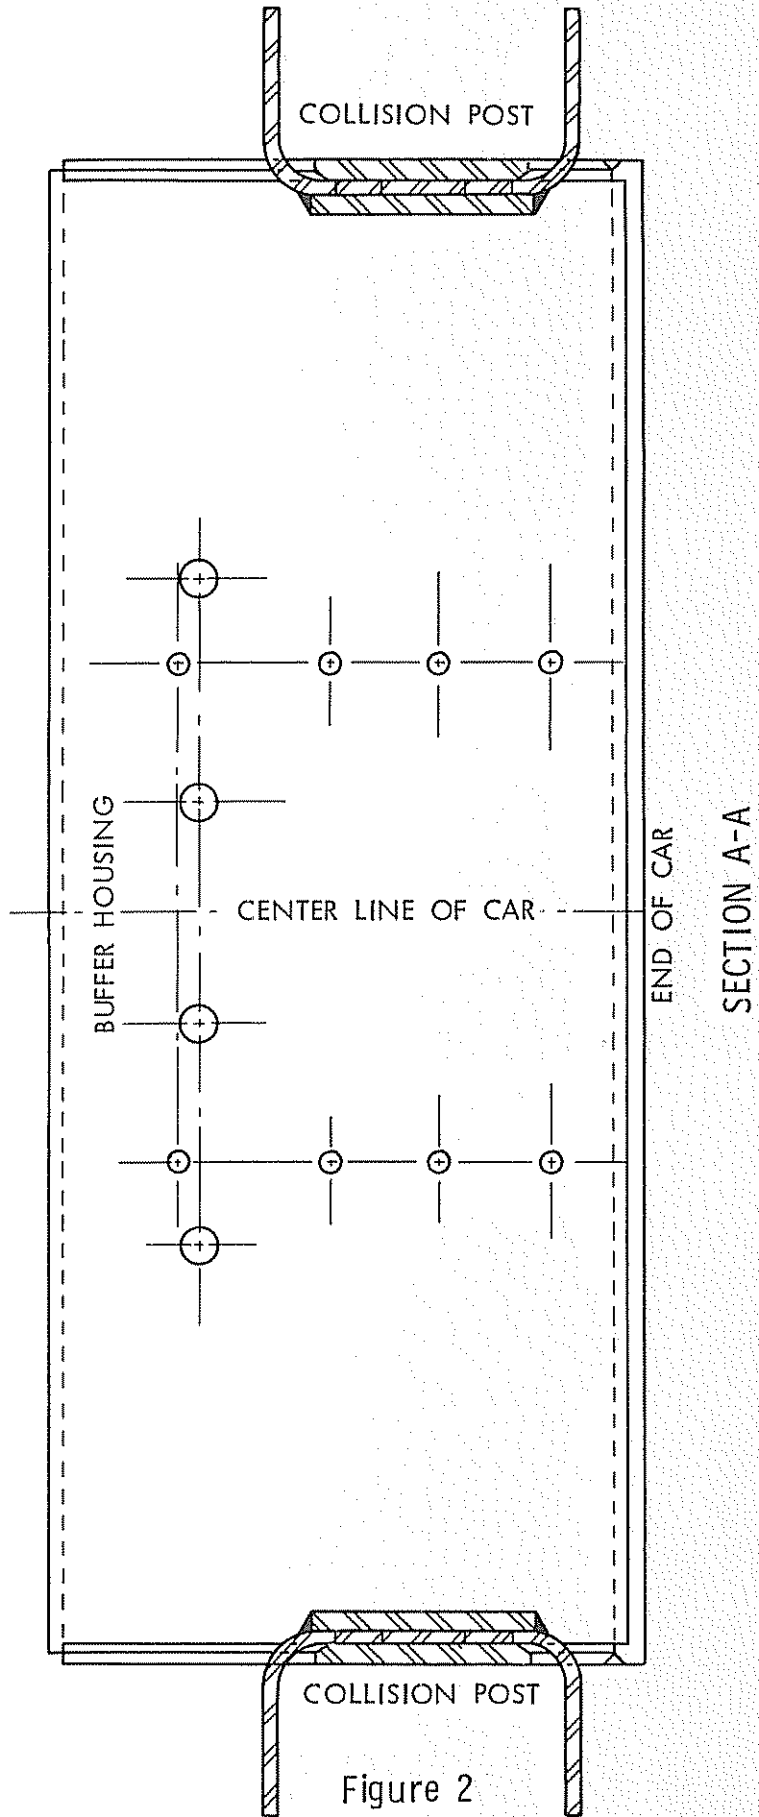 COLLISION POST
BUFFER HOUSING
CENTER LINE OF CAR
END OF CAR
SECTION A-A
COLLISION POST
Figure 2